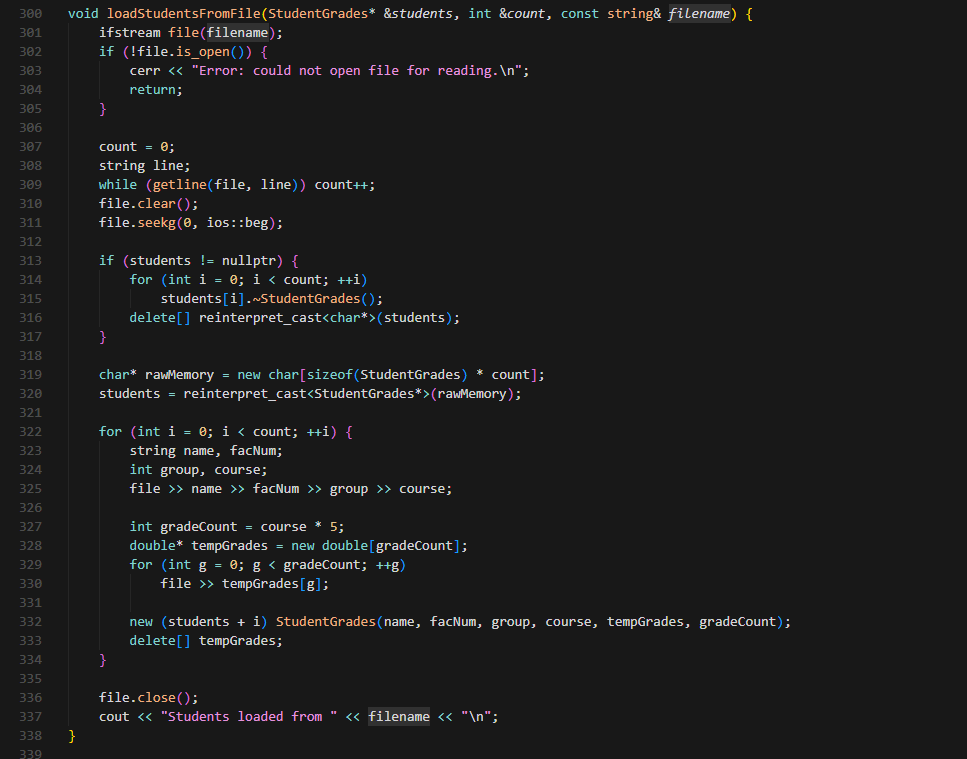 300 void loadStudentsFromFile(StudentGrades* &students, int &count, const string& filename) {
301     ifstream file(filename);
302     if (!file.is_open()) {
303         cerr << "Error: could not open file for reading.\n";
304         return;
305     }
306
307     count = 0;
308     string line;
309     while (getline(file, line)) count++;
310     file.clear();
311     file.seekg(0, ios::beg);
312
313     if (students != nullptr) {
314         for (int i = 0; i < count; ++i)
315             students[i].~StudentGrades();
316         delete[] reinterpret_cast<char*>(students);
317     }
318
319     char* rawMemory = new char[sizeof(StudentGrades) * count];
320     students = reinterpret_cast<StudentGrades*>(rawMemory);
321
322     for (int i = 0; i < count; ++i) {
323         string name, facNum;
324         int group, course;
325         file >> name >> facNum >> group >> course;
326
327         int gradeCount = course * 5;
328         double* tempGrades = new double[gradeCount];
329         for (int g = 0; g < gradeCount; ++g)
330             file >> tempGrades[g];
331
332         new (students + i) StudentGrades(name, facNum, group, course, tempGrades, gradeCount);
333         delete[] tempGrades;
334     }
335
336     file.close();
337     cout << "Students loaded from " << filename << "\n";
338 }
339